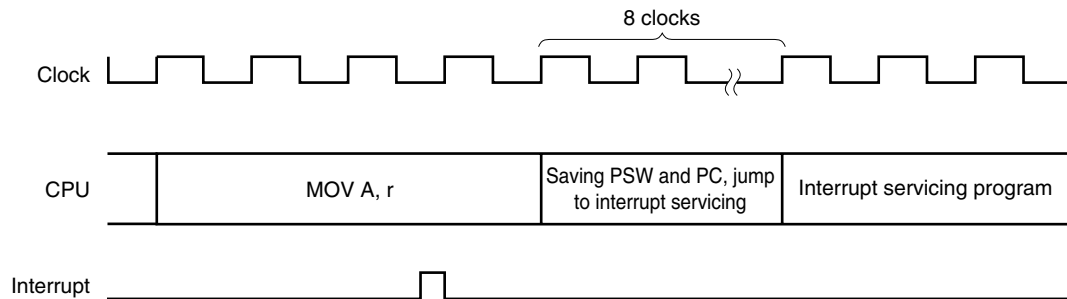 8 clocks
Clock
CPU
MOV A, r
Saving PSW and PC, jump
to interrupt servicing
Interrupt servicing program
Interrupt